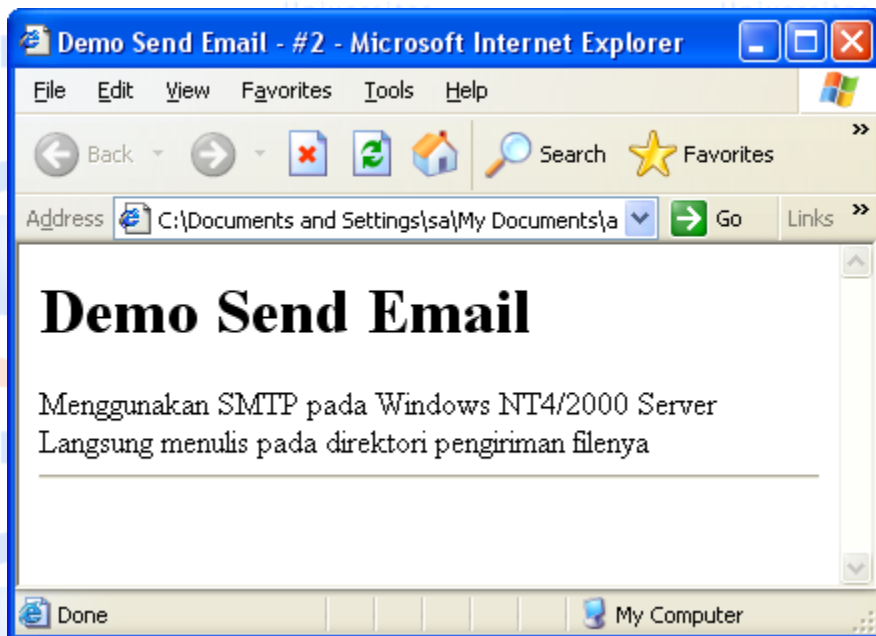 Demo Send Email - #2 - Microsoft Internet Explorer
File Edit View Favorites Tools Help
Back Search Favorites »
Address C:\Documents and Settings\sa\My Documents\a Go Links »
Demo Send Email
Menggunakan SMTP pada Windows NT4/2000 Server
Langsung menulis pada direktori pengiriman filenya
Done My Computer